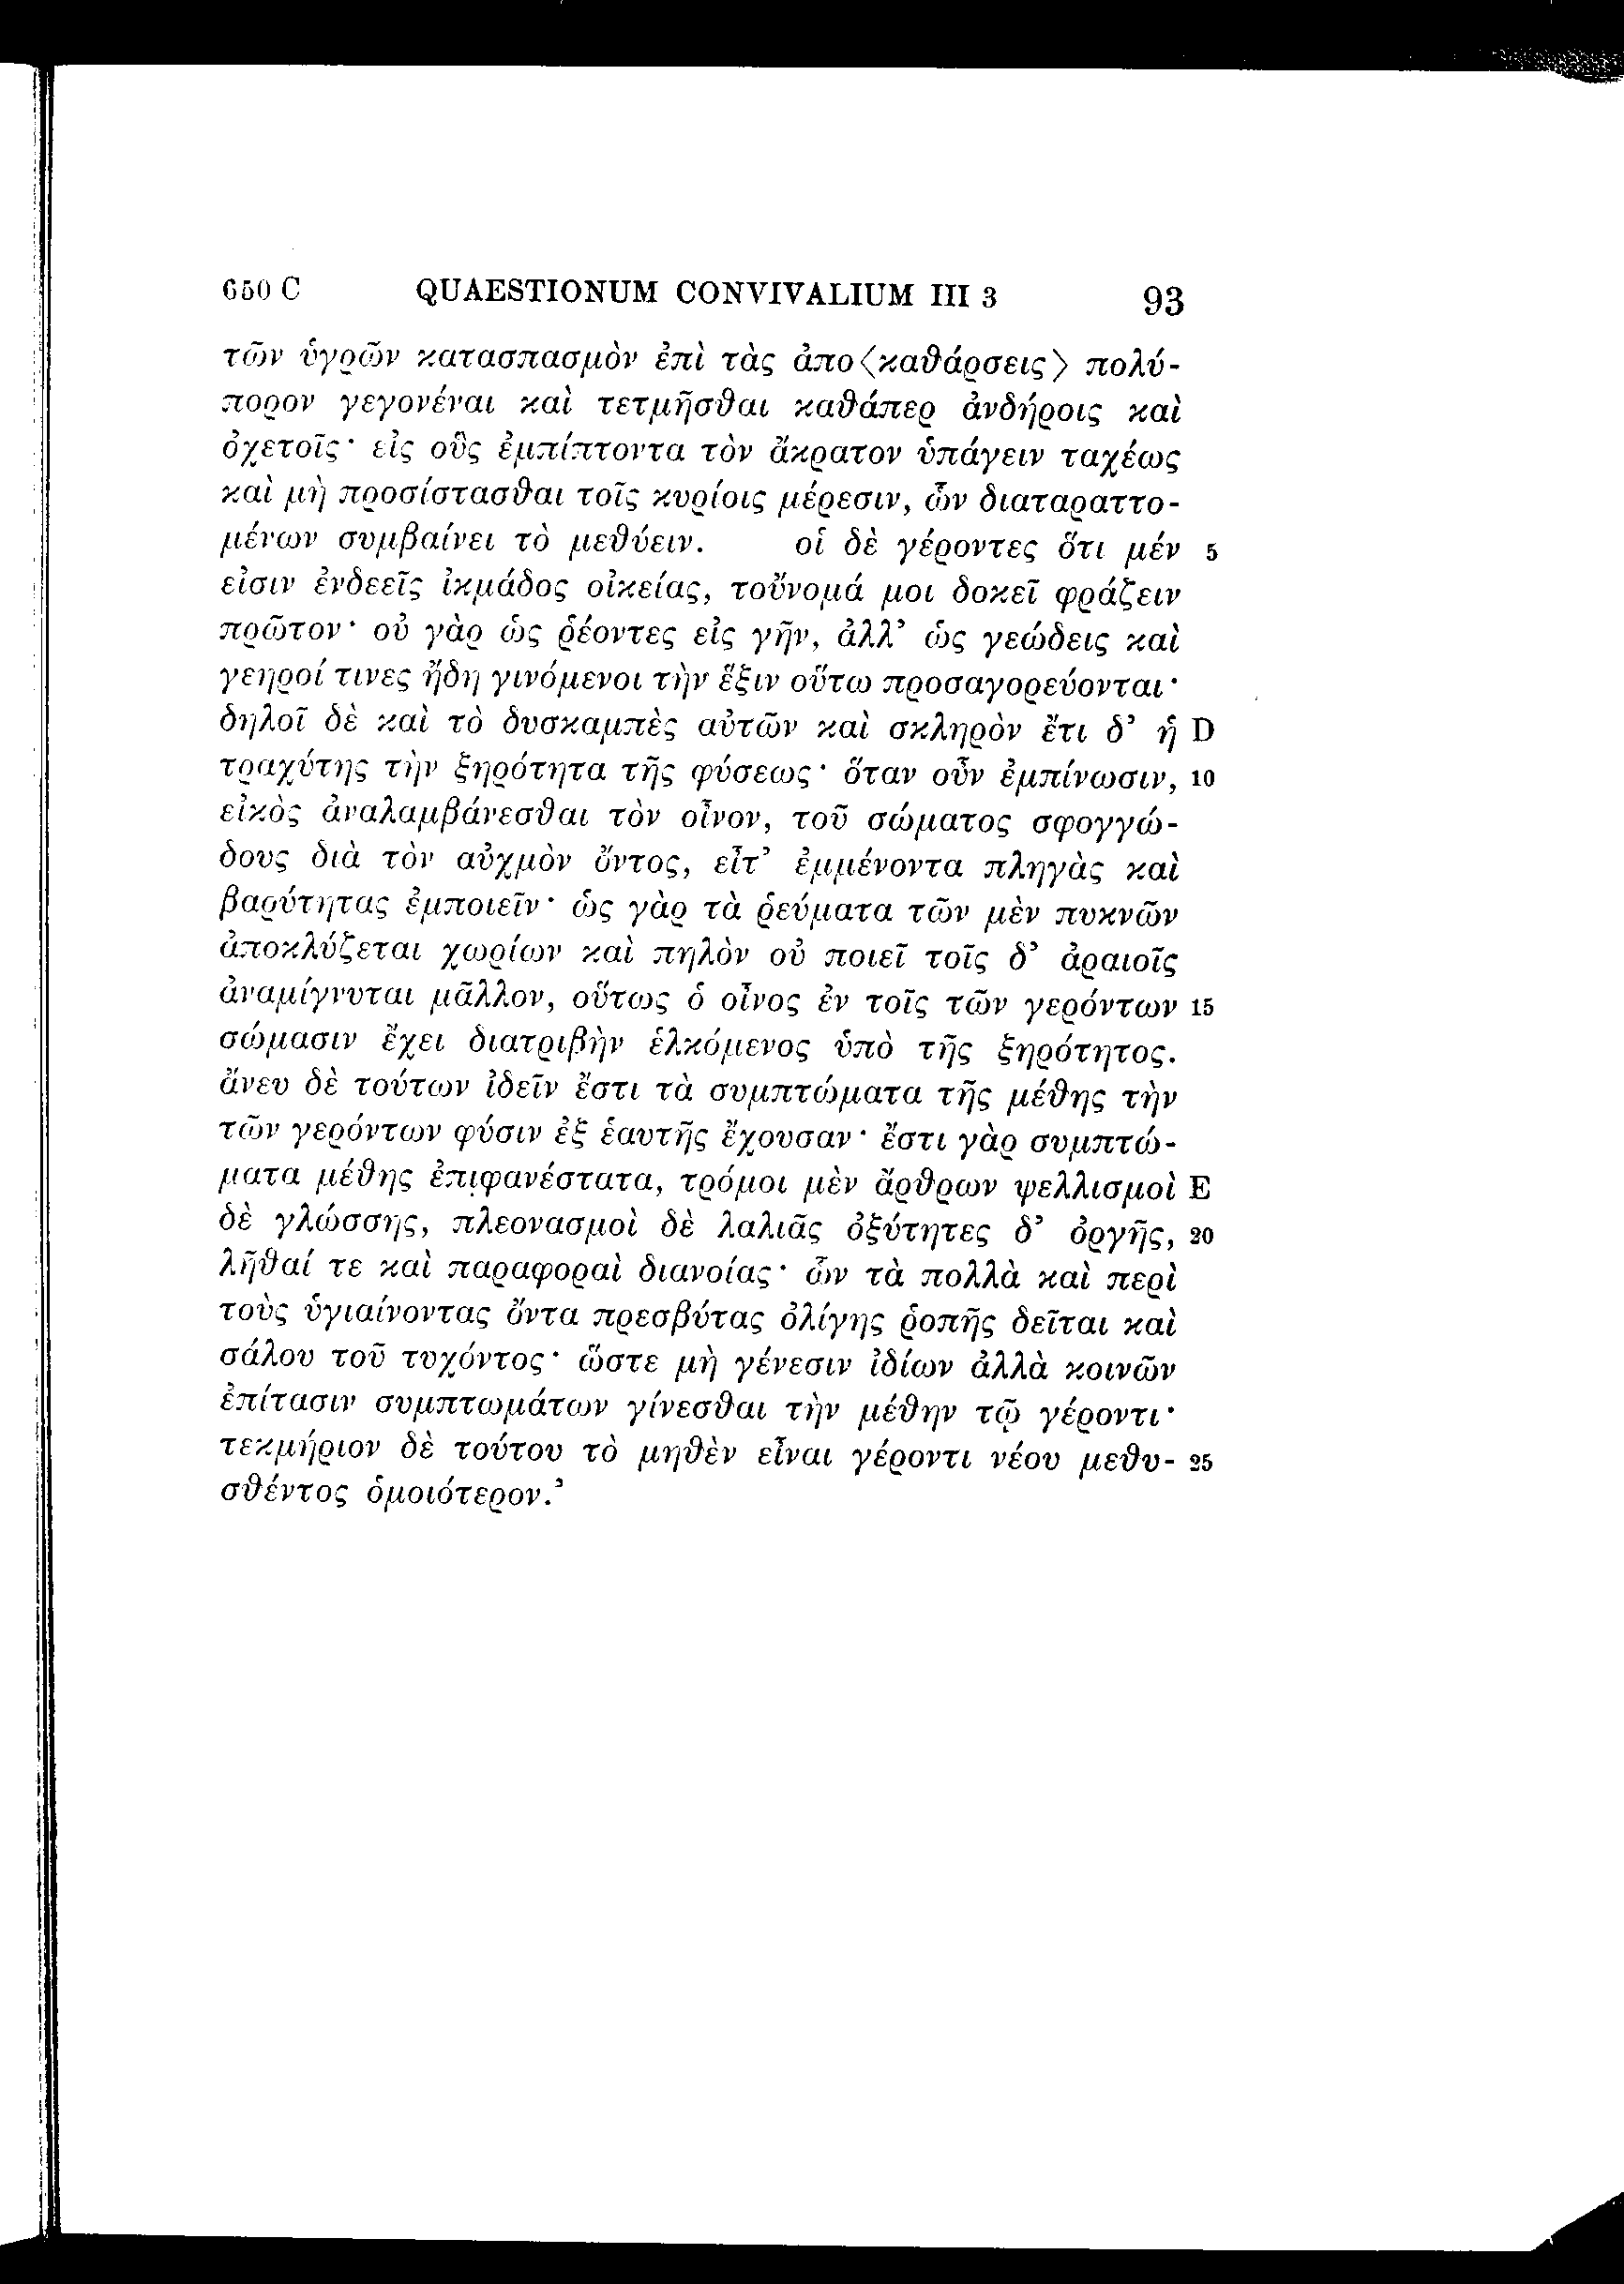 650 C QUAESTIONUM CONVIVALIUM III 3 93
τῶν ὑγρῶν κατασπασμὸν ἐπὶ τὰς ἀπο⟨καθάρσεις⟩ πολύ-
πορον γεγονέναι καὶ τετμῆσθαι καθάπερ ἀνδήροις καὶ
ὀχετοῖς· εἰς οὓς ἐμπίπτοντα τὸν ἄκρατον ὑπάγειν ταχέως
καὶ μὴ προσίστασθαι τοῖς κυρίοις μέρεσιν, ὧν διαταραττο-
μένων συμβαίνει τὸ μεθύειν. οἱ δὲ γέροντες ὅτι μέν 5
εἰσιν ἐνδεεῖς ἰκμάδος οἰκείας, τοὔνομά μοι δοκεῖ φράζειν
πρῶτον· οὐ γὰρ ὡς ῥέοντες εἰς γῆν, ἀλλ’ ὡς γεώδεις καὶ
γεηροί τινες ἤδη γινόμενοι τὴν ἕξιν οὕτω προσαγορεύονται·
δηλοῖ δὲ καὶ τὸ δυσκαμπὲς αὐτῶν καὶ σκληρὸν ἔτι δ’ ἡ D
τραχύτης τὴν ξηρότητα τῆς φύσεως· ὅταν οὖν ἐμπίνωσιν, 10
εἰκὸς ἀναλαμβάνεσθαι τὸν οἶνον, τοῦ σώματος σφογγώ-
δους διὰ τὸν αὐχμὸν ὄντος, εἶτ’ ἐμμένοντα πληγὰς καὶ
βαρύτητας ἐμποιεῖν· ὡς γὰρ τὰ ῥεύματα τῶν μὲν πυκνῶν
ἀποκλύζεται χωρίων καὶ πηλὸν οὐ ποιεῖ τοῖς δ’ ἀραιοῖς
ἀναμίγνυται μᾶλλον, οὕτως ὁ οἶνος ἐν τοῖς τῶν γερόντων 15
σώμασιν ἔχει διατριβὴν ἑλκόμενος ὑπὸ τῆς ξηρότητος.
ἄνευ δὲ τούτων ἰδεῖν ἔστι τὰ συμπτώματα τῆς μέθης τὴν
τῶν γερόντων φύσιν ἐξ ἑαυτῆς ἔχουσαν· ἔστι γὰρ συμπτώ-
ματα μέθης ἐπιφανέστατα, τρόμοι μὲν ἄρθρων ψελλισμοὶ E
δὲ γλώσσης, πλεονασμοὶ δὲ λαλιᾶς ὀξύτητες δ’ ὀργῆς, 20
λῆθαί τε καὶ παραφοραὶ διανοίας· ὧν τὰ πολλὰ καὶ περὶ
τοὺς ὑγιαίνοντας ὄντα πρεσβύτας ὀλίγης ῥοπῆς δεῖται καὶ
σάλου τοῦ τυχόντος· ὥστε μὴ γένεσιν ἰδίων ἀλλὰ κοινῶν
ἐπίτασιν συμπτωμάτων γίνεσθαι τὴν μέθην τῷ γέροντι·
τεκμήριον δὲ τούτου τὸ μηθὲν εἶναι γέροντι νέου μεθυ- 25
σθέντος ὁμοιότερον.’